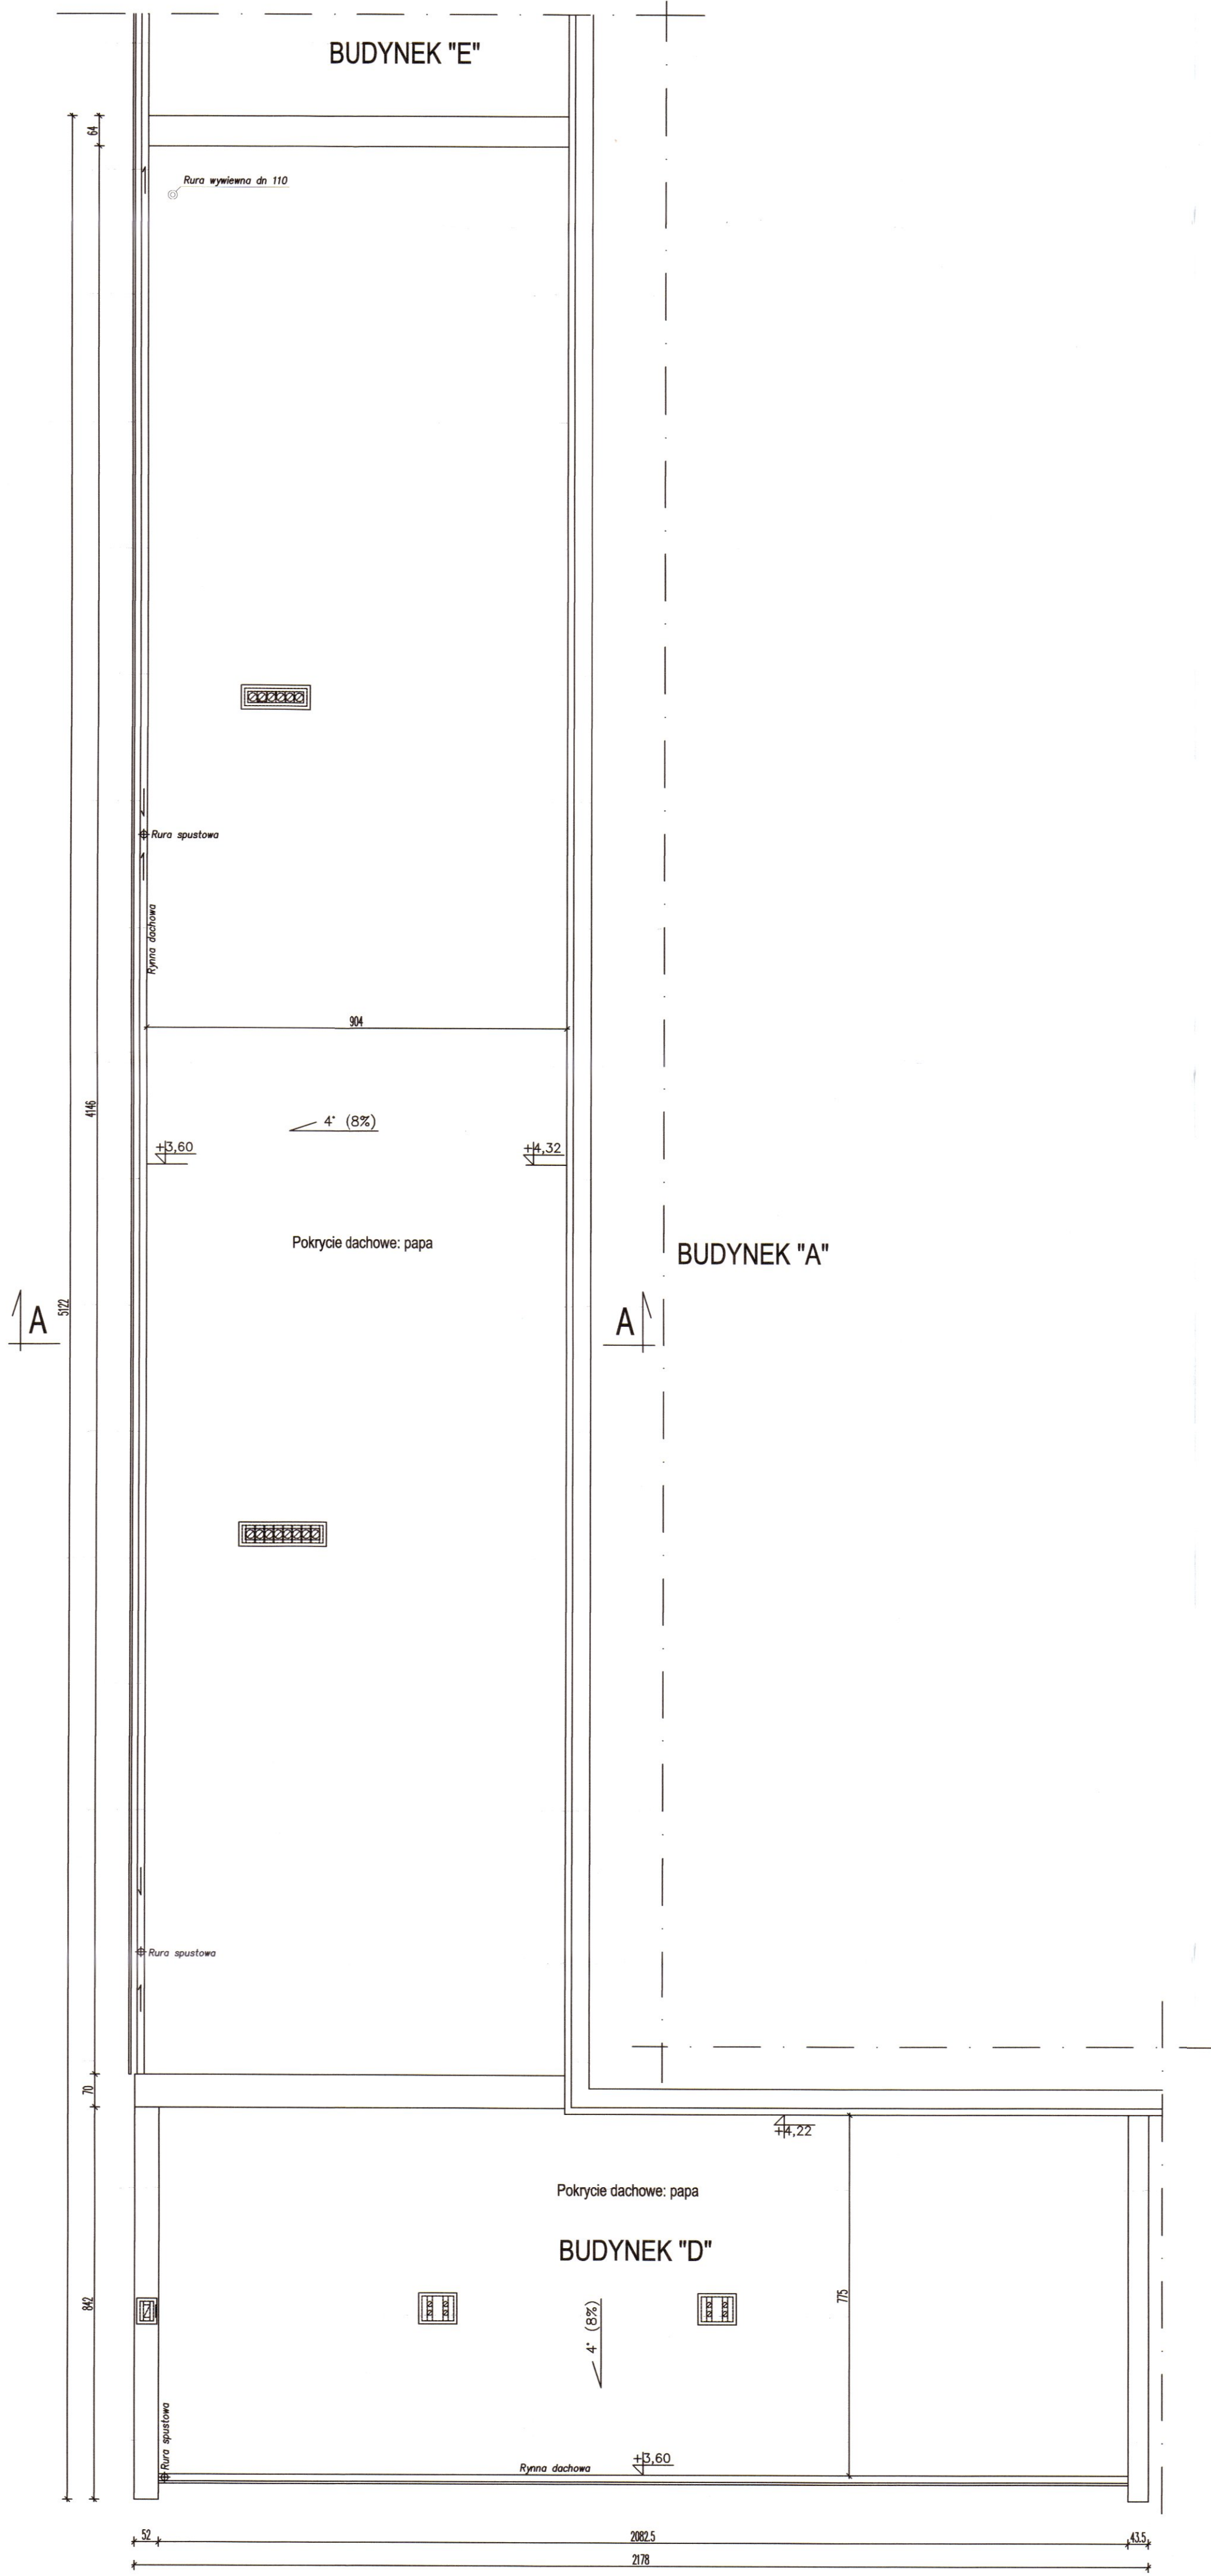 BUDYNEK "E"
64
Rura wywiewna dn 110
Rura spustowa
Rynna dachowa
904
4146
4° (8%)
+3,60
+4,32
Pokrycie dachowe: papa
BUDYNEK "A"
5122
A
A
Rura spustowa
70
+4,22
Pokrycie dachowe: papa
BUDYNEK "D"
842
775
4° (8%)
Rura spustowa
+3,60
Rynna dachowa
52
2082.5
43.5
2178